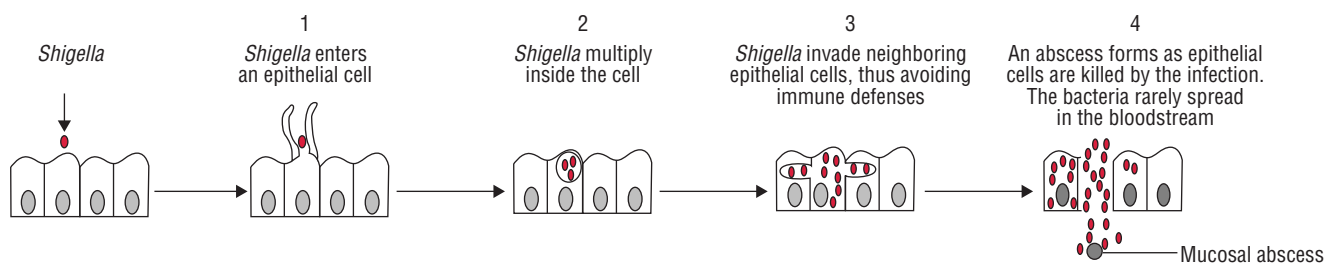 Shigella
1
Shigella enters
an epithelial cell
2
Shigella multiply
inside the cell
3
Shigella invade neighboring
epithelial cells, thus avoiding
immune defenses
4
An abscess forms as epithelial
cells are killed by the infection.
The bacteria rarely spread
in the bloodstream
Mucosal abscess